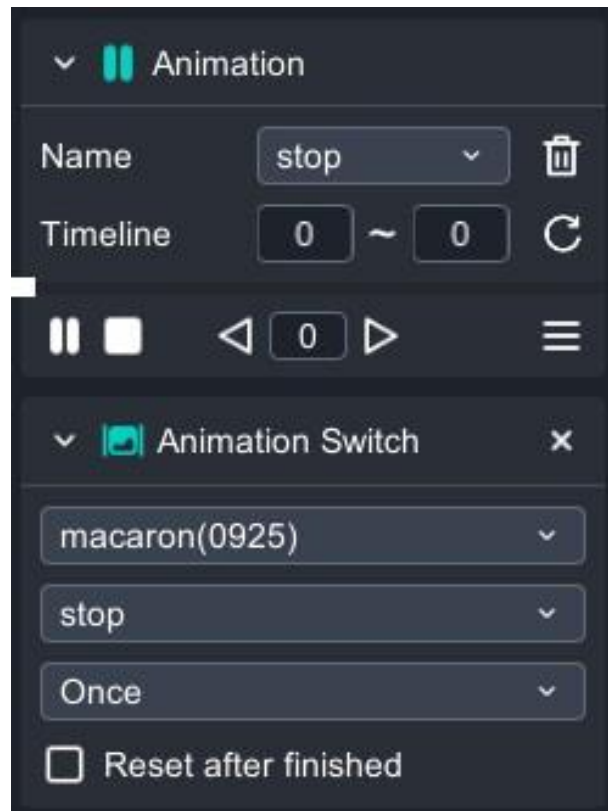 Animation
Name stop
Timeline 0 ~ 0
0
Animation Switch
macaron(0925)
stop
Once
Reset after finished